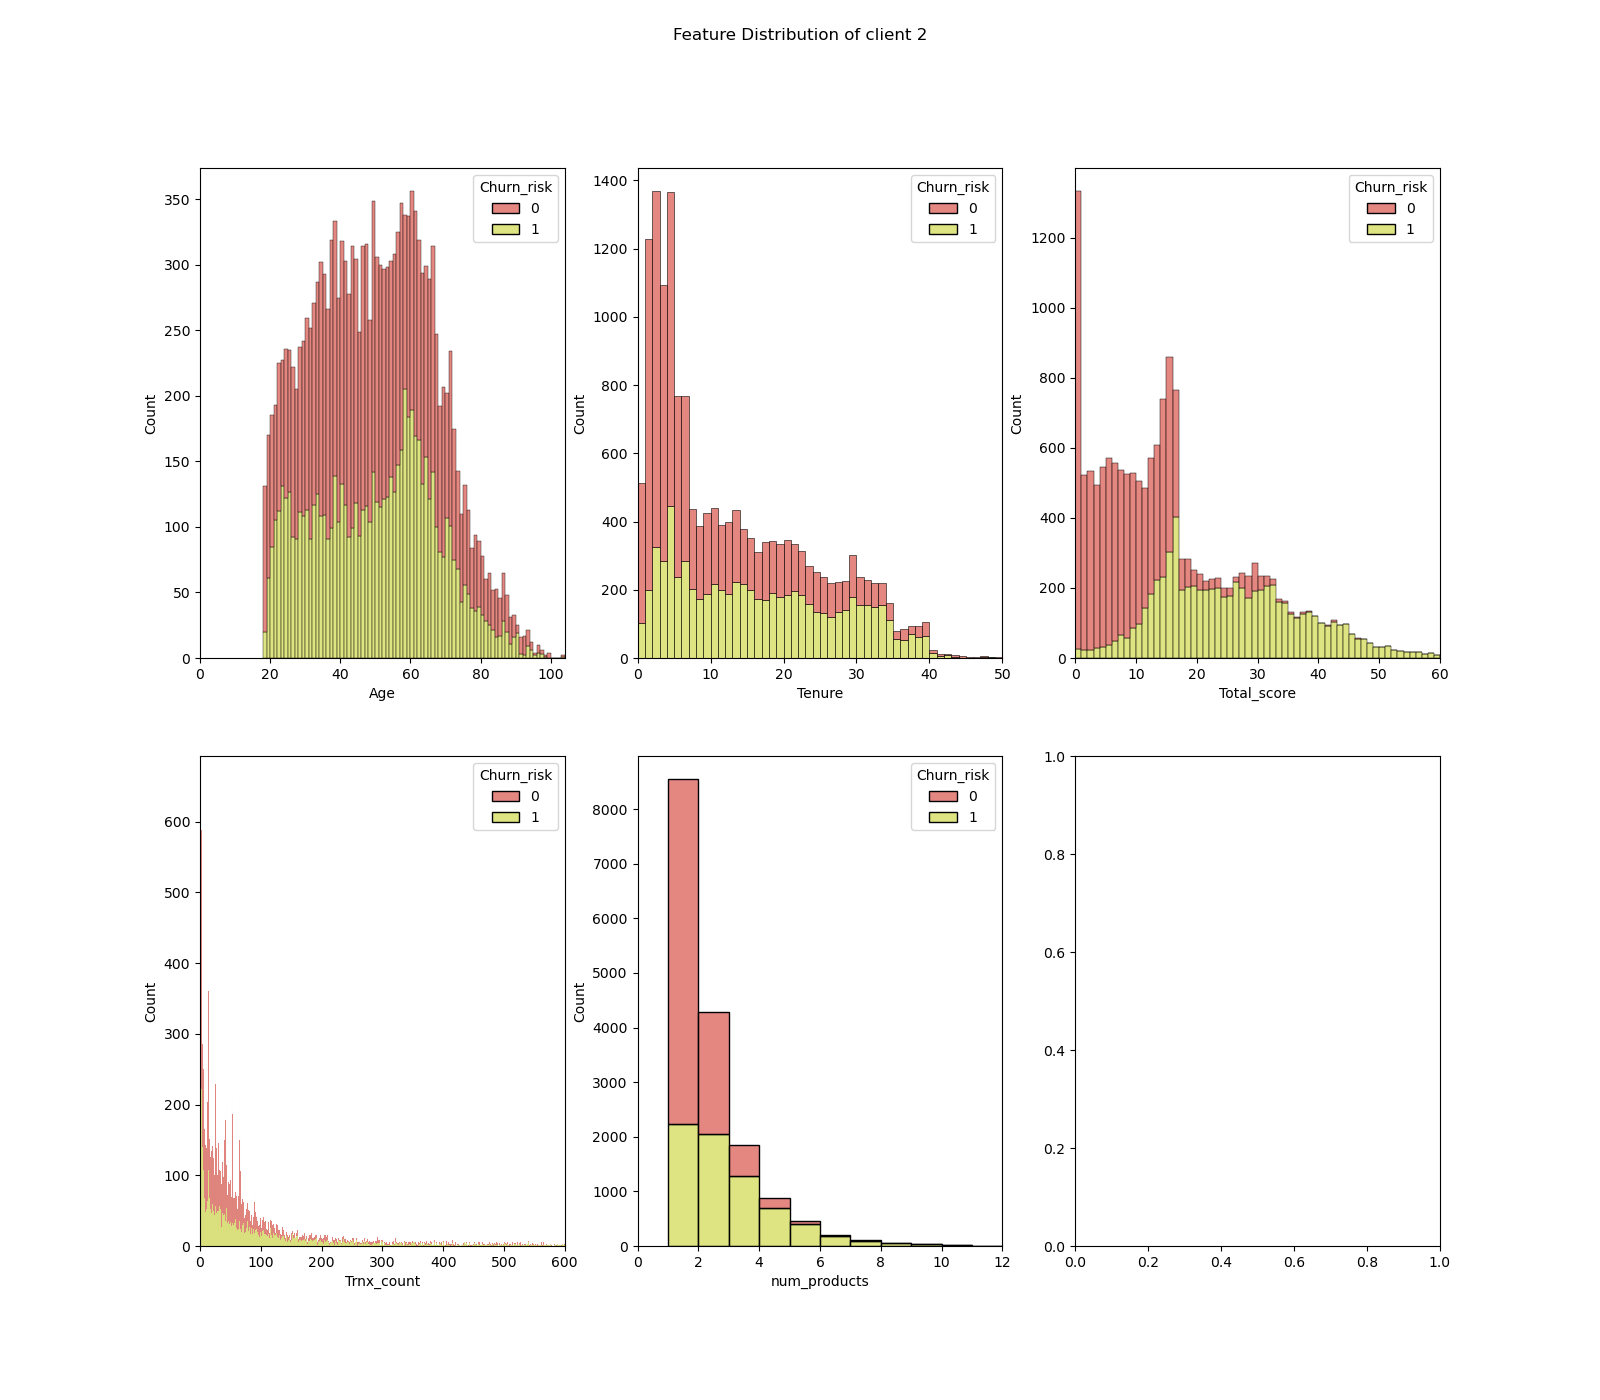 Feature Distribution of client 2
Count
350
300
250
200
150
100
50
0
0 20 40 60 80 100
Age
Churn_risk
0
1
Count
1400
1200
1000
800
600
400
200
0
0 10 20 30 40 50
Tenure
Churn_risk
0
1
Count
1200
1000
800
600
400
200
0
0 10 20 30 40 50 60
Total_score
Churn_risk
0
1
Count
600
500
400
300
200
100
0
0 100 200 300 400 500 600
Trnx_count
Churn_risk
0
1
Count
8000
7000
6000
5000
4000
3000
2000
1000
0
0 2 4 6 8 10 12
num_products
Churn_risk
0
1
1.0
0.8
0.6
0.4
0.2
0.0
0.0 0.2 0.4 0.6 0.8 1.0